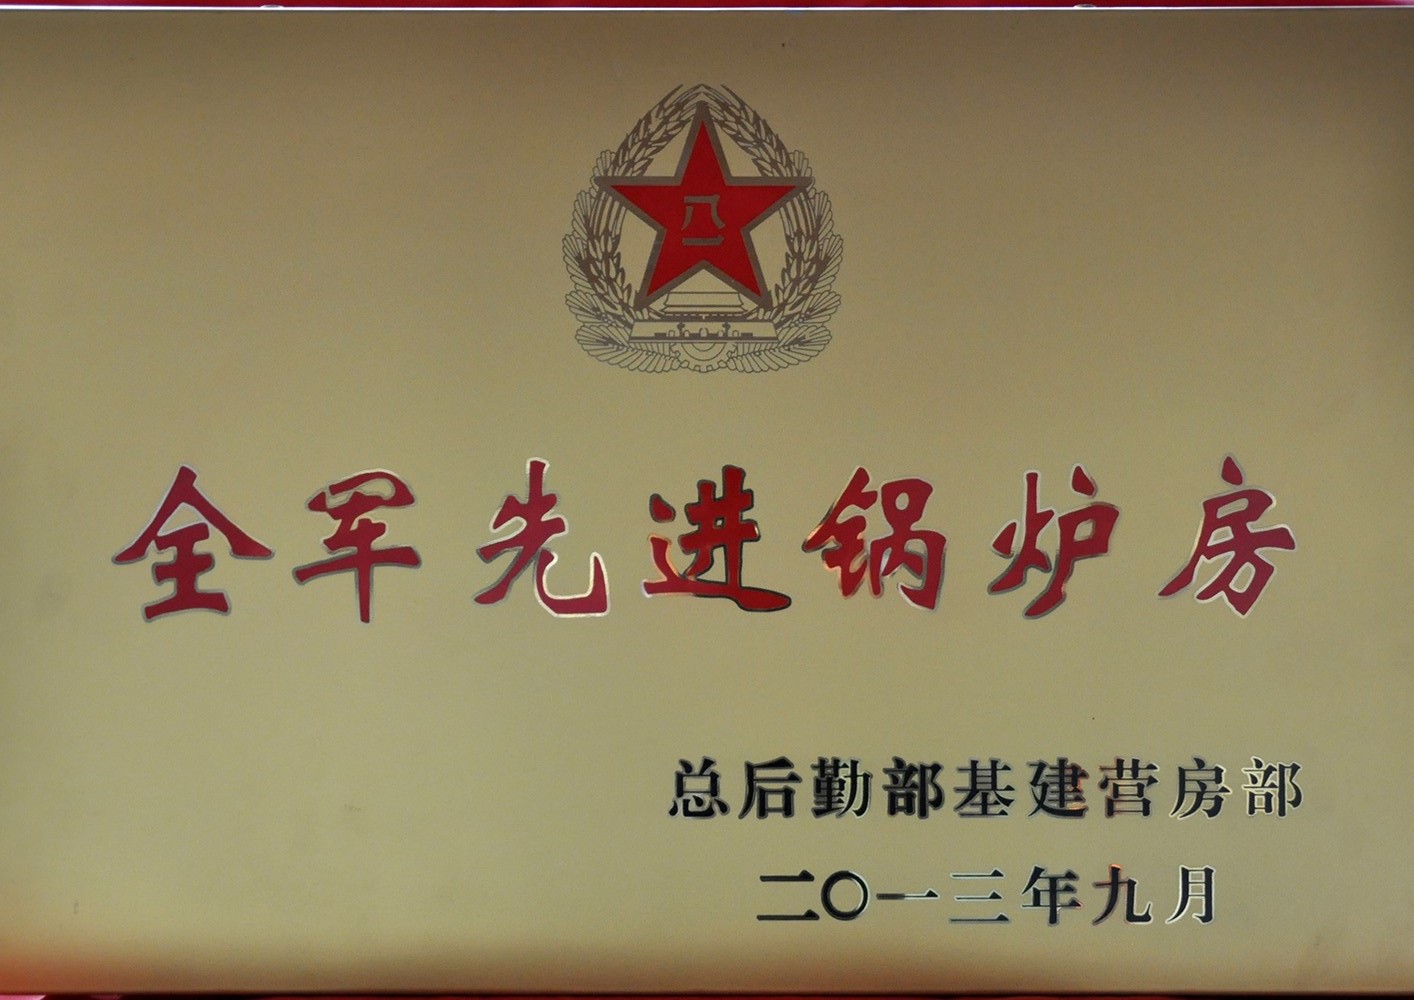 八一
全军先进锅炉房
总后勤部基建营房部
二〇一三年九月